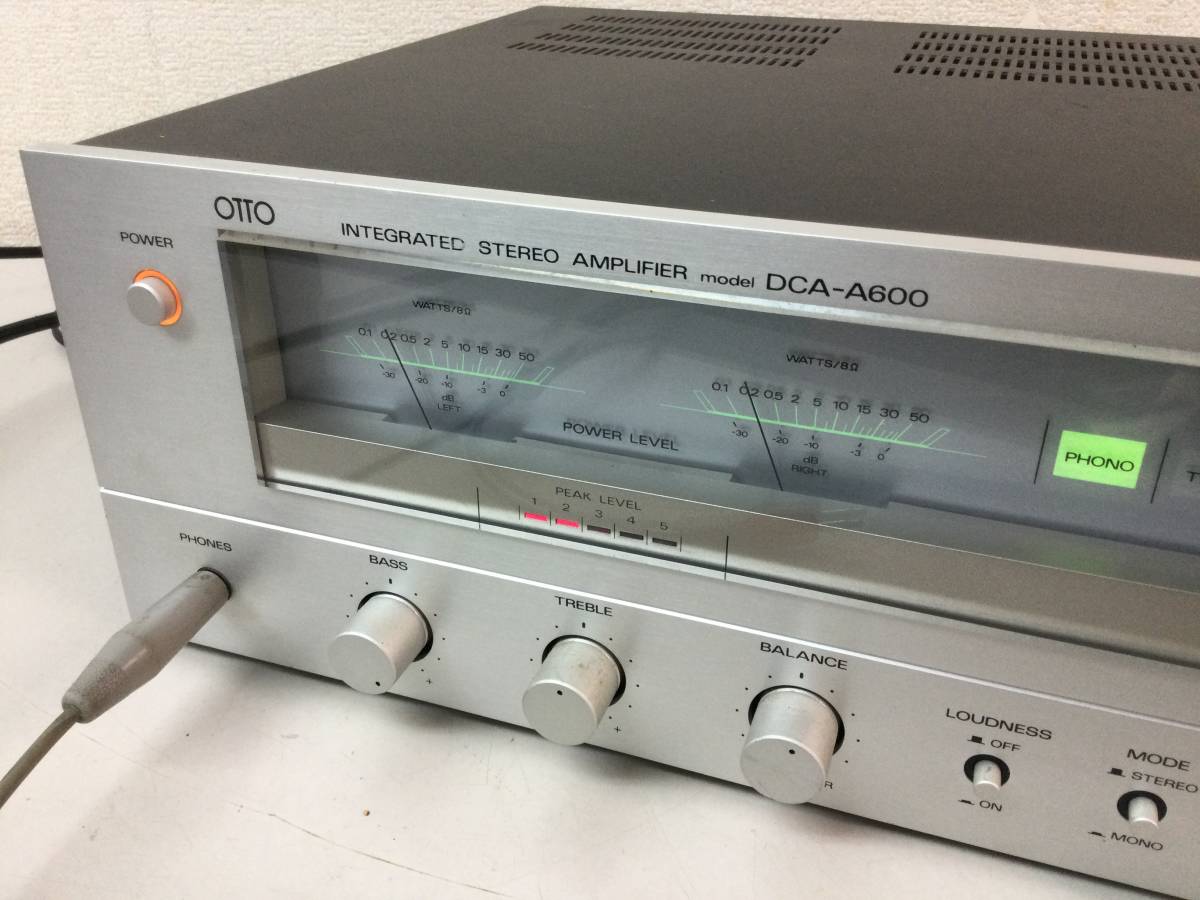 OTTO
INTEGRATED STEREO AMPLIFIER model DCA-A600
POWER
WATTS/8Ω
0.1 0.2 0.5 2 5 10 15 30 50
-30 -20 -10 -3 0
dB
LEFT
WATTS/8Ω
0.1 0.2 0.5 2 5 10 15 30 50
-30 -20 -10 -3 0
dB
RIGHT
POWER LEVEL
PHONO
T
PEAK LEVEL
1 2 3 4 5
PHONES
BASS
+
TREBLE
+
BALANCE
R
LOUDNESS
OFF
ON
MODE
STEREO
MONO